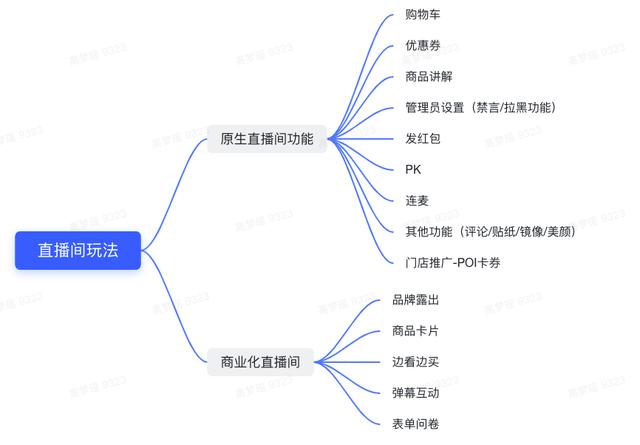 直播间玩法
原生直播间功能
购物车
优惠券
商品讲解
管理员设置（禁言/拉黑功能）
发红包
PK
连麦
其他功能（评论/贴纸/镜像/美颜）
门店推广-POI卡券
商业化直播间
品牌露出
商品卡片
边看边买
弹幕互动
表单问卷